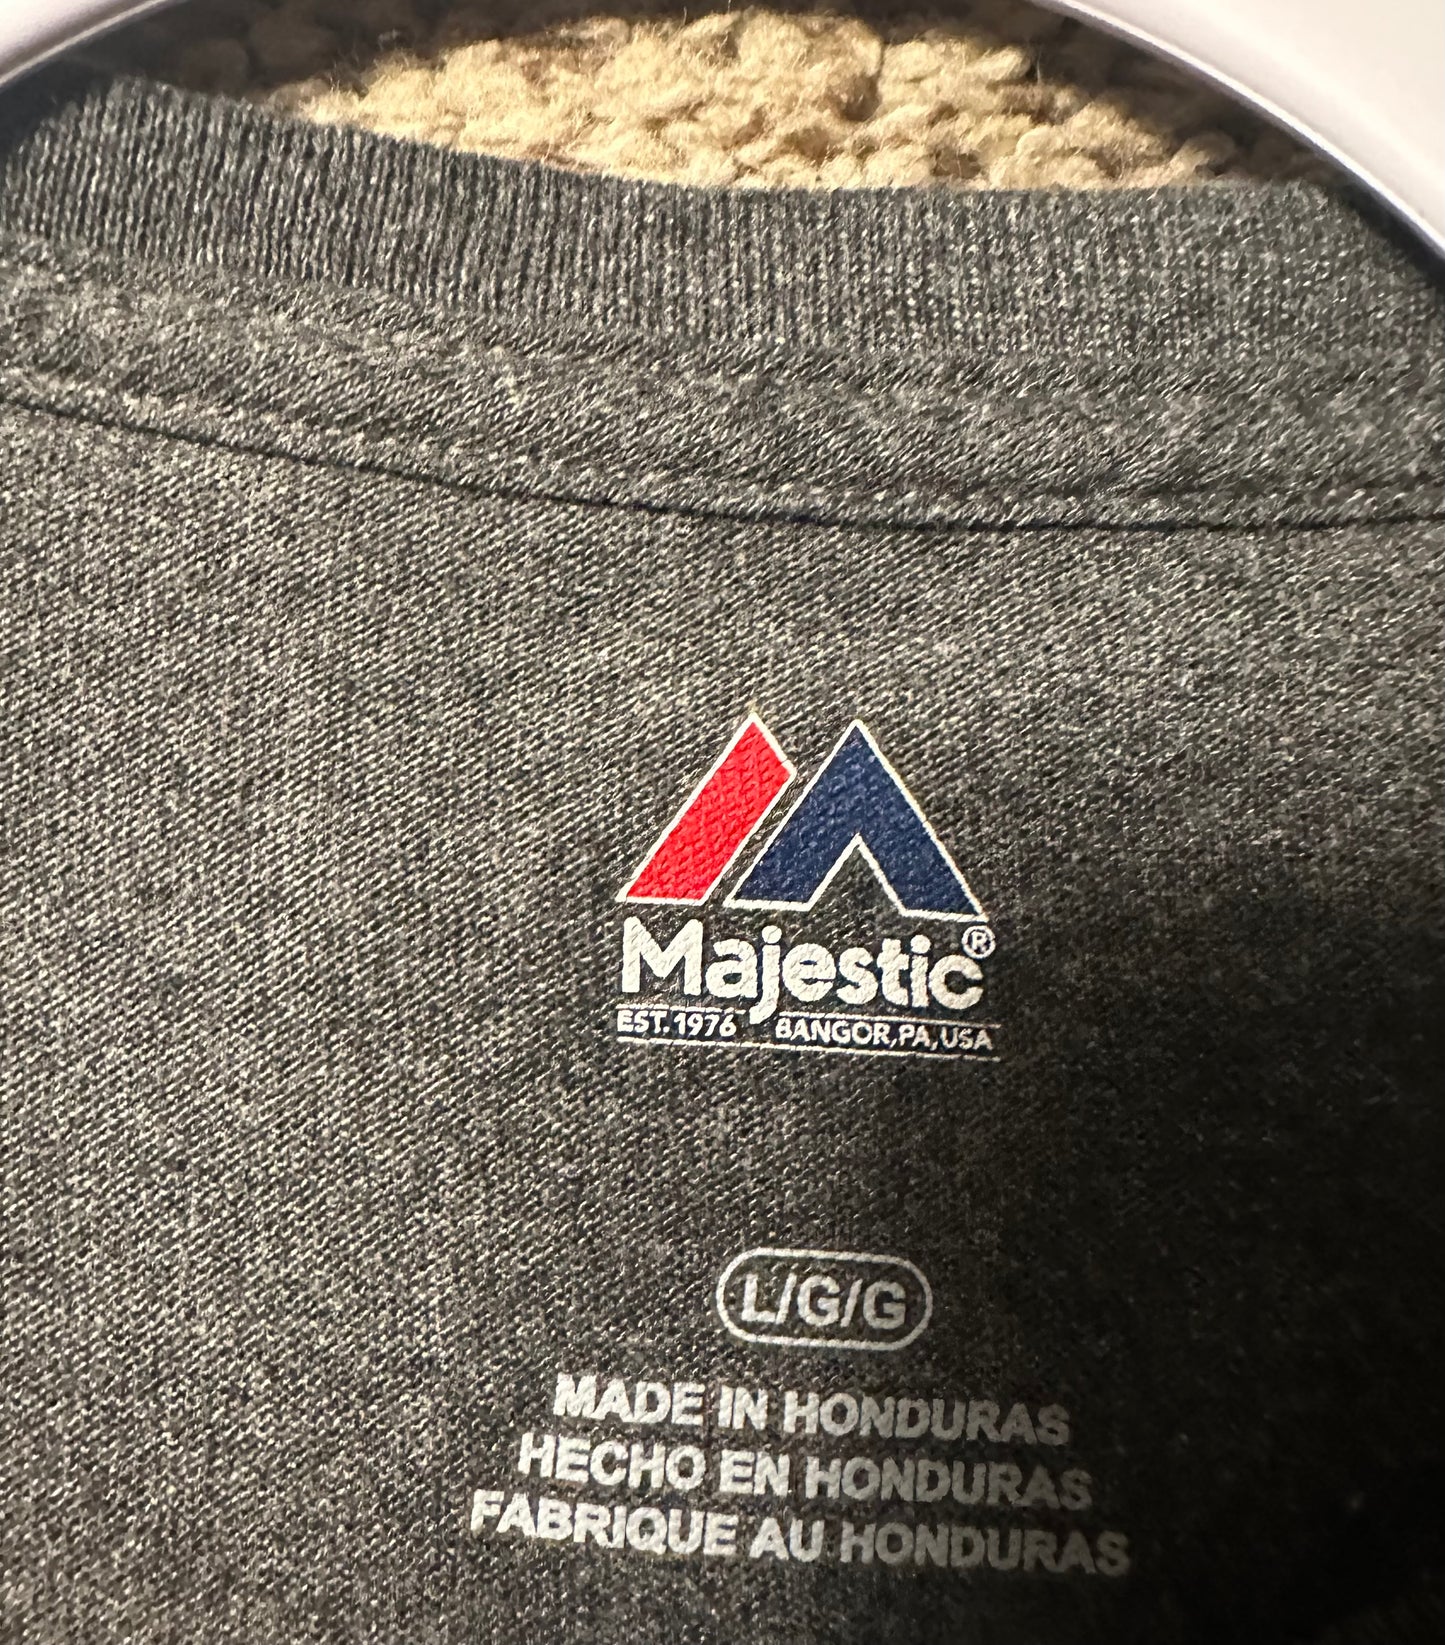 Majestic®
EST. 1976 BANGOR, PA, USA
L/G/G
MADE IN HONDURAS
HECHO EN HONDURAS
FABRIQUE AU HONDURAS